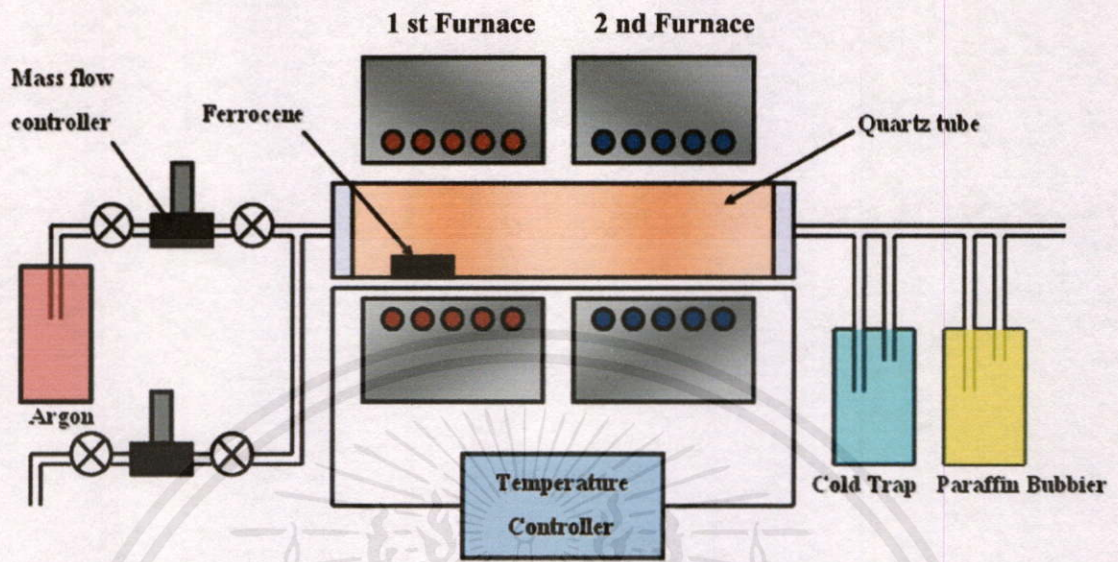 1 st Furnace
2 nd Furnace
Mass flow
controller
Ferrocene
Quartz tube
Argon
Temperature
Controller
Cold Trap
Paraffin Bubbier